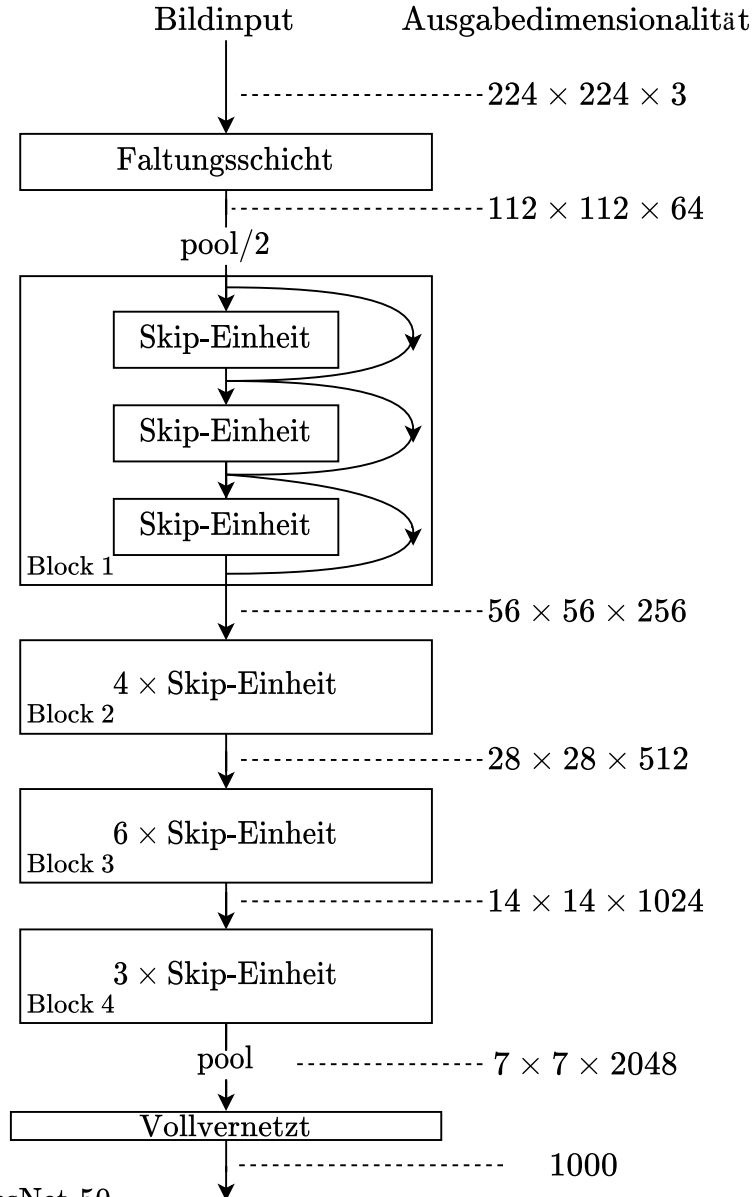 Bildinput Ausgabedimensionalität
224 × 224 × 3
Faltungsschicht
112 × 112 × 64
pool/2
Skip-Einheit
Skip-Einheit
Skip-Einheit
Block 1
56 × 56 × 256
4 × Skip-Einheit
Block 2
28 × 28 × 512
6 × Skip-Einheit
Block 3
14 × 14 × 1024
3 × Skip-Einheit
Block 4
pool
7 × 7 × 2048
Vollvernetzt
1000